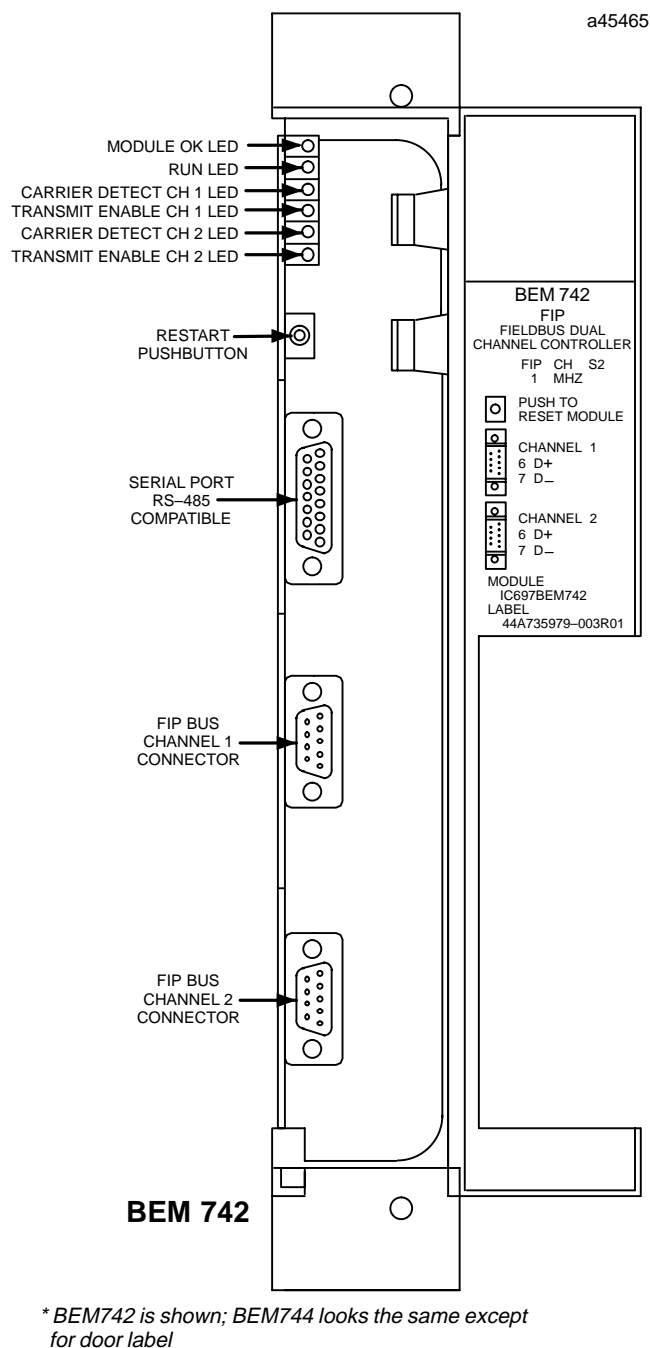 a45465
MODULE OK LED
RUN LED
CARRIER DETECT CH 1 LED
TRANSMIT ENABLE CH 1 LED
CARRIER DETECT CH 2 LED
TRANSMIT ENABLE CH 2 LED
RESTART
PUSHBUTTON
SERIAL PORT
RS–485
COMPATIBLE
FIP BUS
CHANNEL 1
CONNECTOR
FIP BUS
CHANNEL 2
CONNECTOR
BEM 742
FIP
FIELDBUS DUAL
CHANNEL CONTROLLER
FIP CH S2
1 MHZ
PUSH TO
RESET MODULE
CHANNEL 1
6 D+
7 D–
CHANNEL 2
6 D+
7 D–
MODULE
IC697BEM742
LABEL
44A735979–003R01
BEM 742
* BEM742 is shown; BEM744 looks the same except
for door label